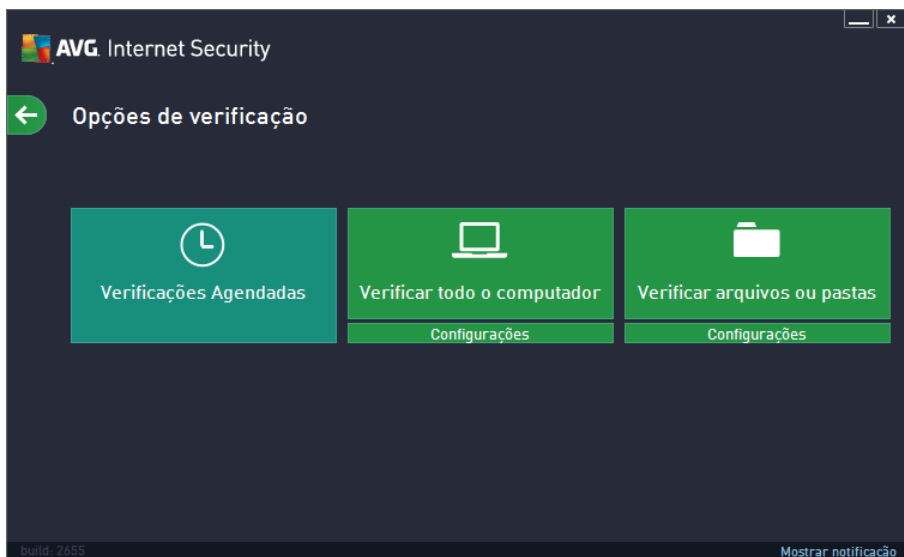 AVG. Internet Security
Opções de verificação
Verificações Agendadas
Verificar todo o computador
Configurações
Verificar arquivos ou pastas
Configurações
build: 2655
Mostrar notificação